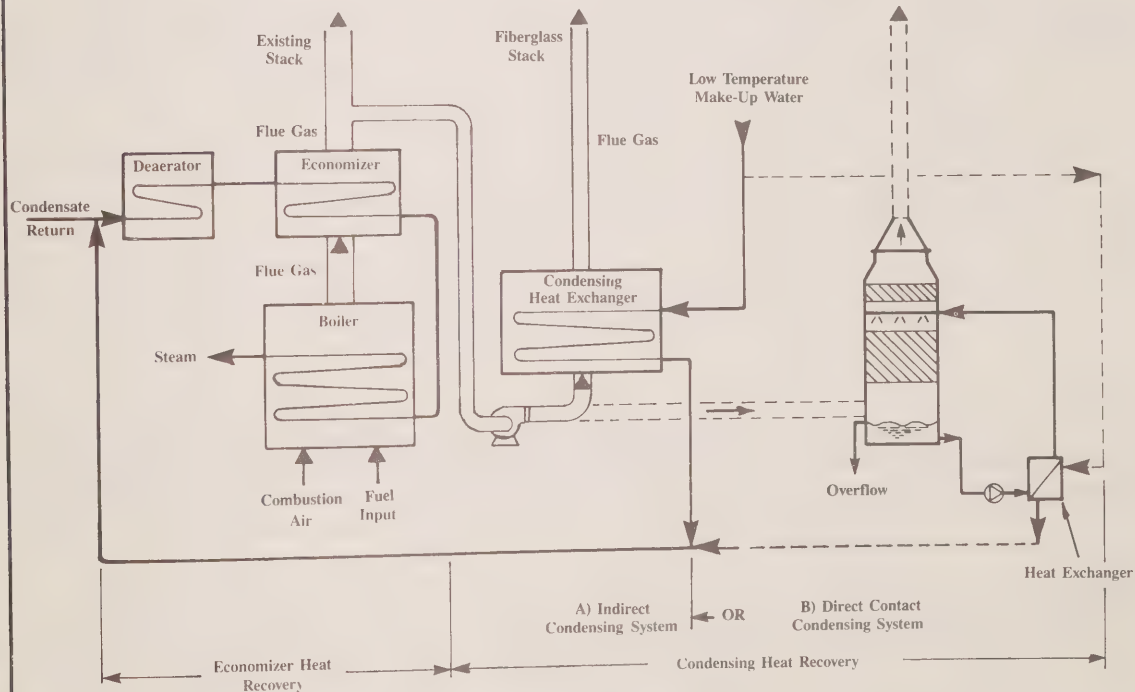 Existing
Stack
Fiberglass
Stack
Low Temperature
Make-Up Water
Flue Gas
Flue Gas
Deaerator
Economizer
Condensate
Return
Flue Gas
Condensing
Heat Exchanger
Boiler
Steam
Combustion
Air
Fuel
Input
Overflow
Heat Exchanger
A) Indirect
Condensing System
OR
B) Direct Contact
Condensing System
Economizer Heat
Recovery
Condensing Heat Recovery